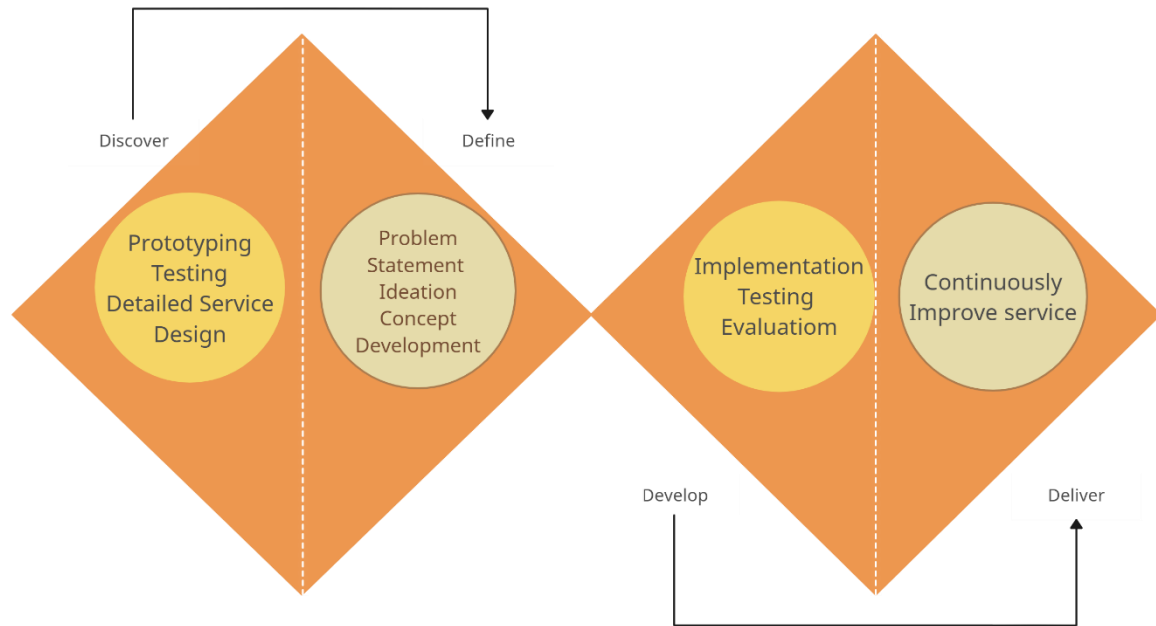 Discover
Define
Prototyping
Testing
Detailed Service
Design
Problem
Statement
Ideation
Concept
Development
Implementation
Testing
Evaluatiom
Continuously
Improve service
Develop
Deliver